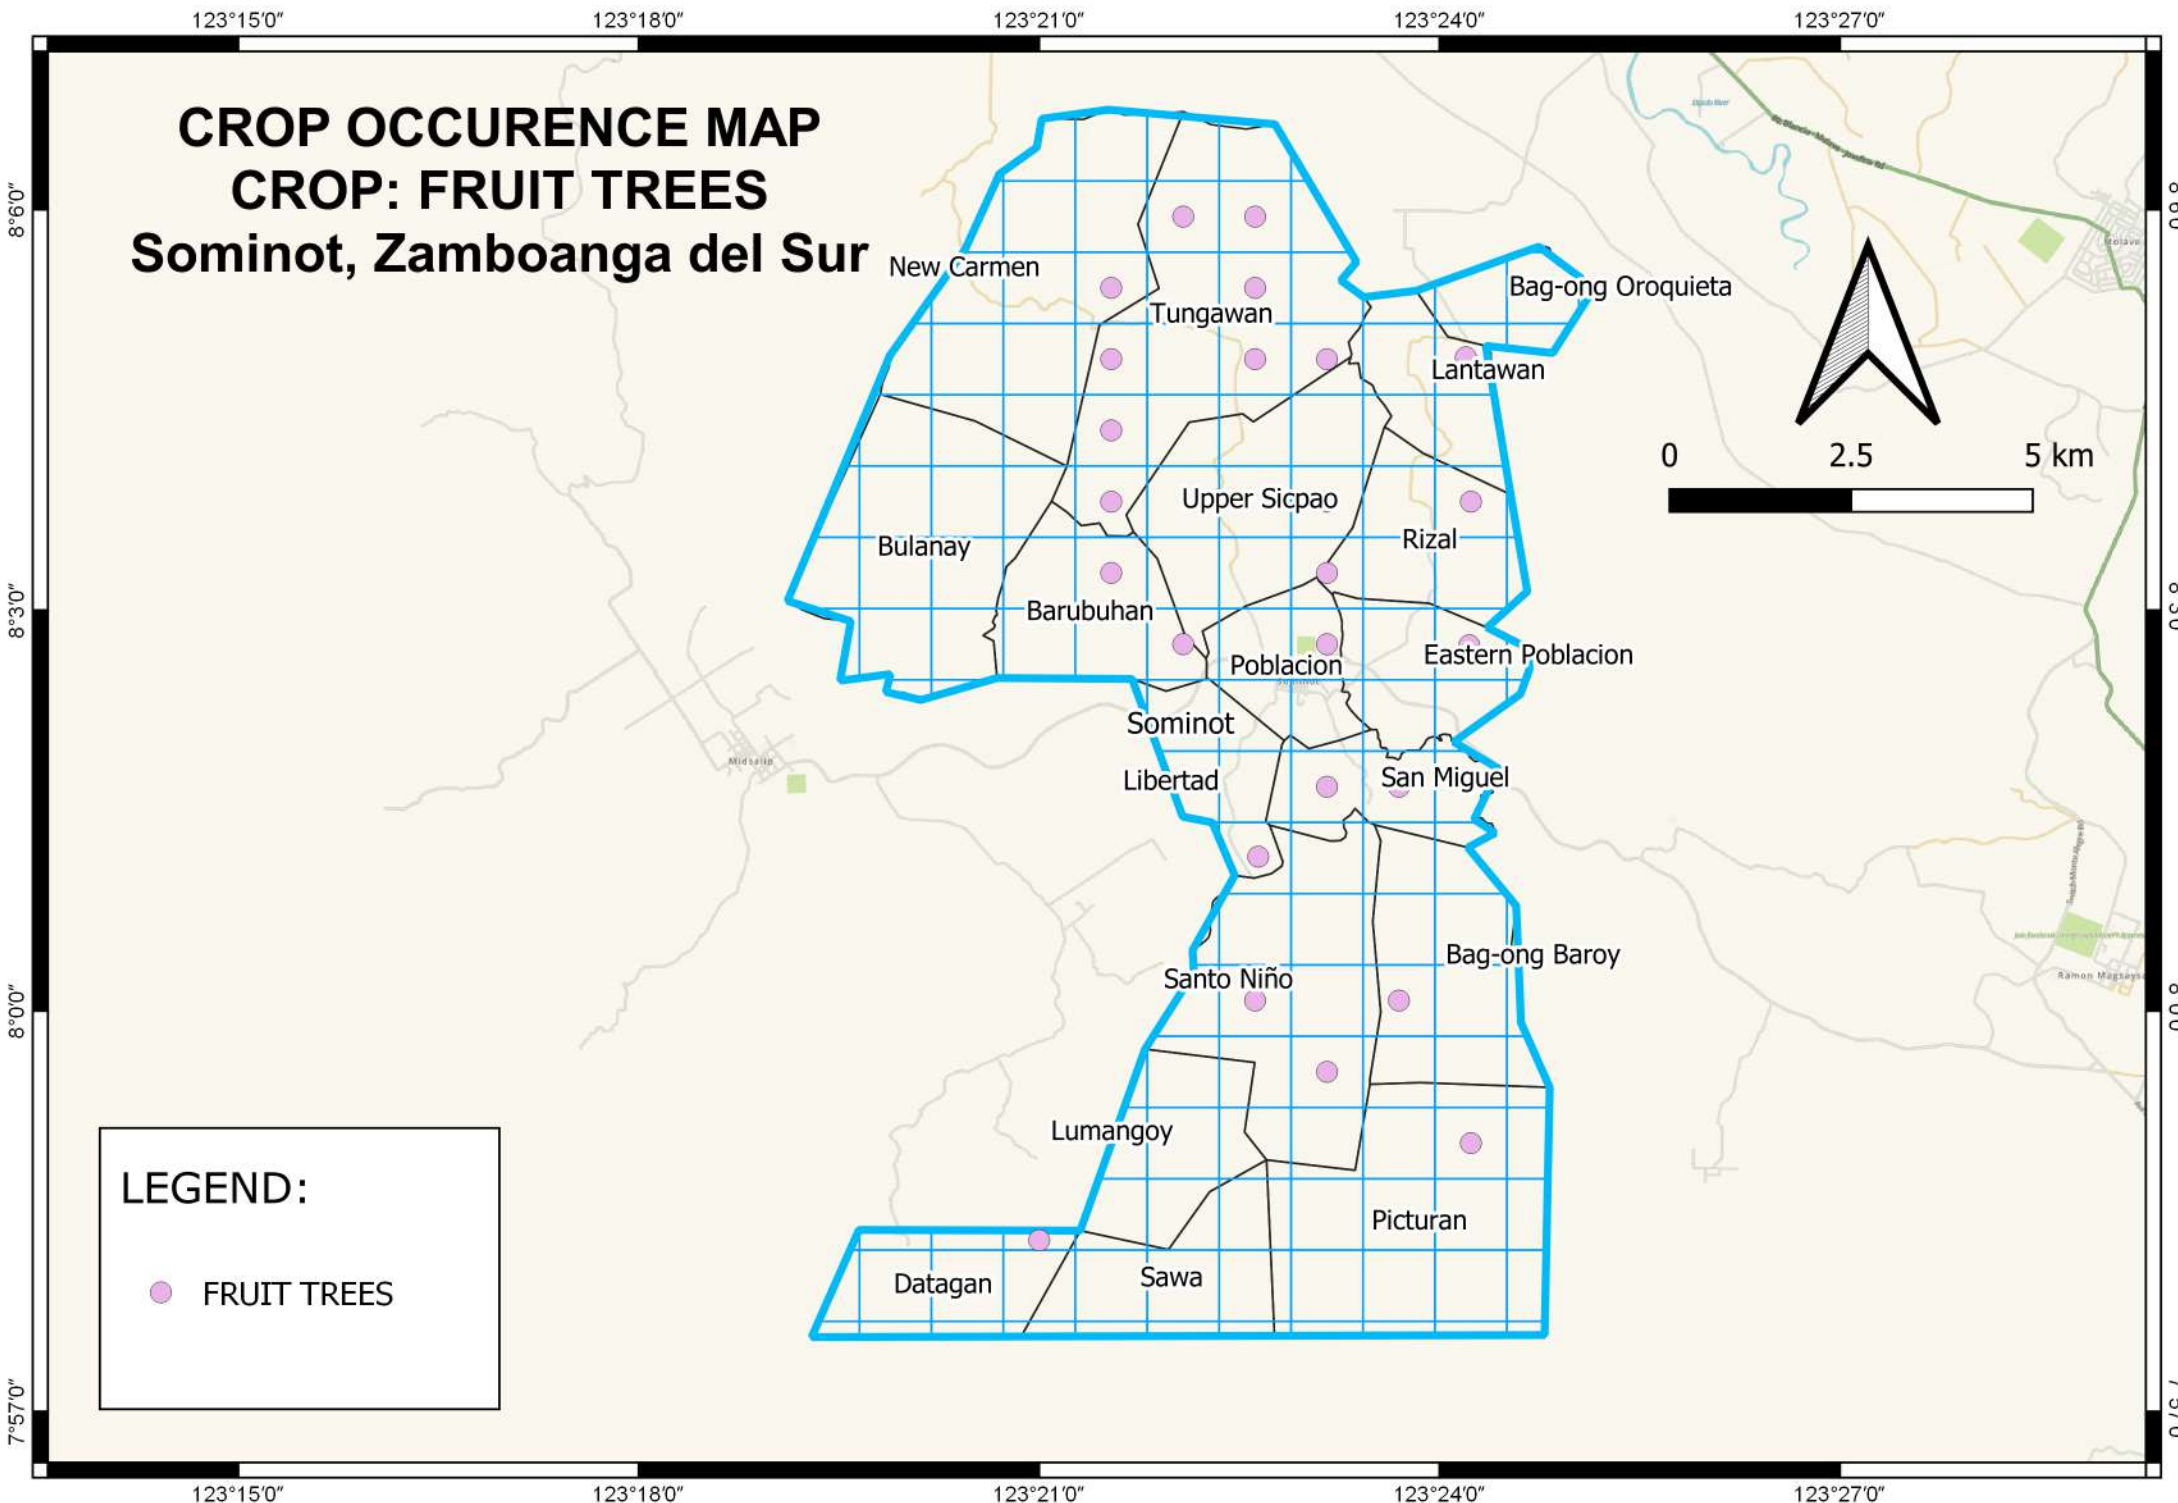 123°15'0" 123°18'0" 123°21'0" 123°24'0" 123°27'0"
CROP OCCURENCE MAP
CROP: FRUIT TREES
Sominot, Zamboanga del Sur
8°6'0"
New Carmen
Bag-ong Oroquieta
Tungawan
Lantawan
0 2.5 5 km
Upper Sicpao
Rizal
Bulanay
8°3'0"
Barubuhan
Poblacion
Eastern Poblacion
Sominot
Midsalip
Libertad
San Miguel
Bag-ong Baroy
Santo Niño
Ramon Magsays
8°0'0"
Lumangoy
LEGEND:
Picturan
Datagan
Sawa
FRUIT TREES
7°57'0"
123°15'0" 123°18'0" 123°21'0" 123°24'0" 123°27'0"